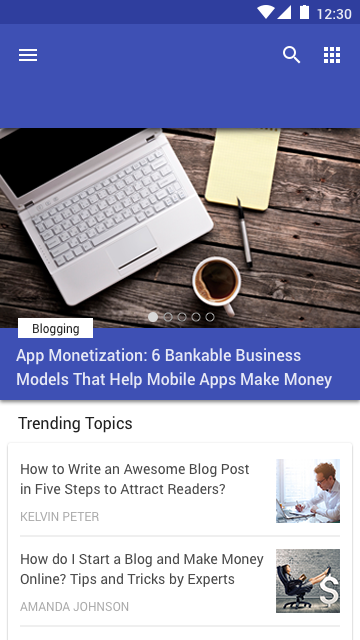 12:30
Blogging
App Monetization: 6 Bankable Business
Models That Help Mobile Apps Make Money
Trending Topics
How to Write an Awesome Blog Post
in Five Steps to Attract Readers?
KELVIN PETER
How do I Start a Blog and Make Money
Online? Tips and Tricks by Experts
AMANDA JOHNSON
$